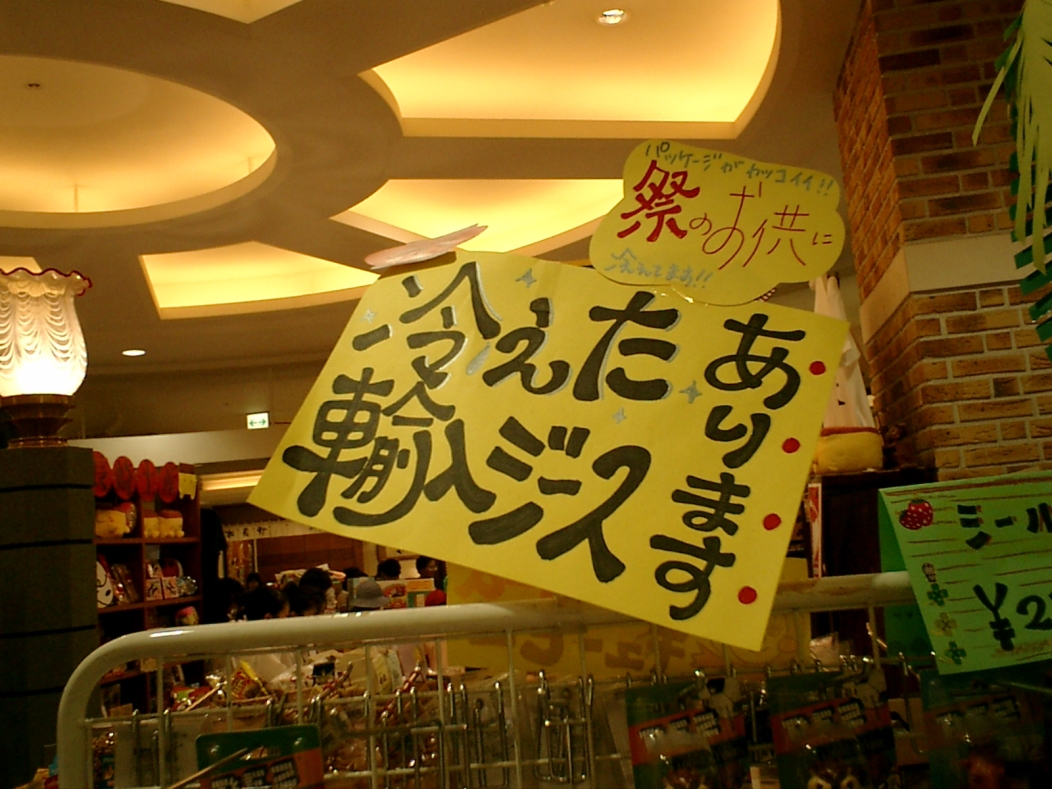 パッケージがカッコイイ!!
祭のお供に
冷えてます!!
冷えた
輸入ジュース
あります
シール
¥2